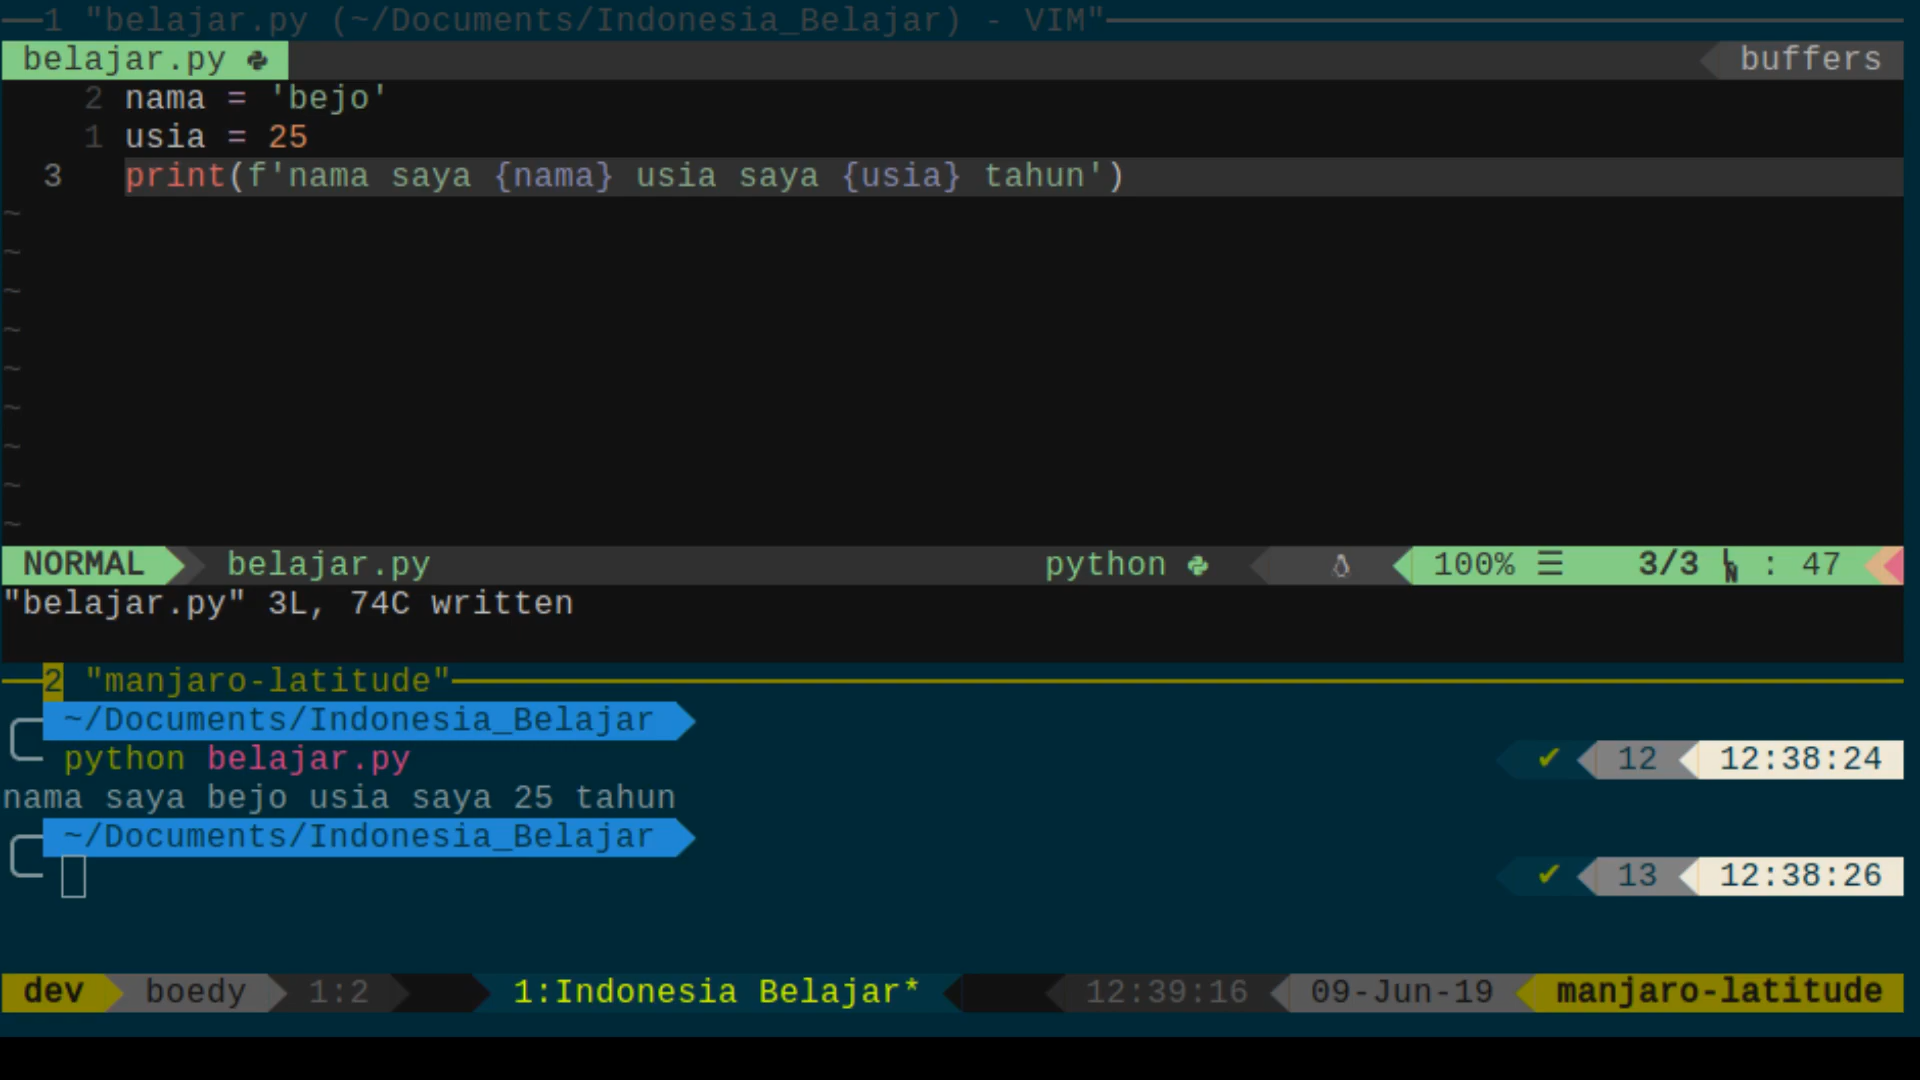 1 "belajar.py (~/Documents/Indonesia_Belajar) - VIM"
belajar.py buffers
2 nama = 'bejo'
1 usia = 25
3 print(f'nama saya {nama} usia saya {usia} tahun')
~
~
~
~
~
~
~
~
~
NORMAL belajar.py python 100% ☰ 3/3 : 47
"belajar.py" 3L, 74C written
2 "manjaro-latitude"
~/Documents/Indonesia_Belajar
python belajar.py ✔ 12 12:38:24
nama saya bejo usia saya 25 tahun
~/Documents/Indonesia_Belajar
✔ 13 12:38:26
dev boedy 1:2 1:Indonesia Belajar* 12:39:16 09-Jun-19 manjaro-latitude